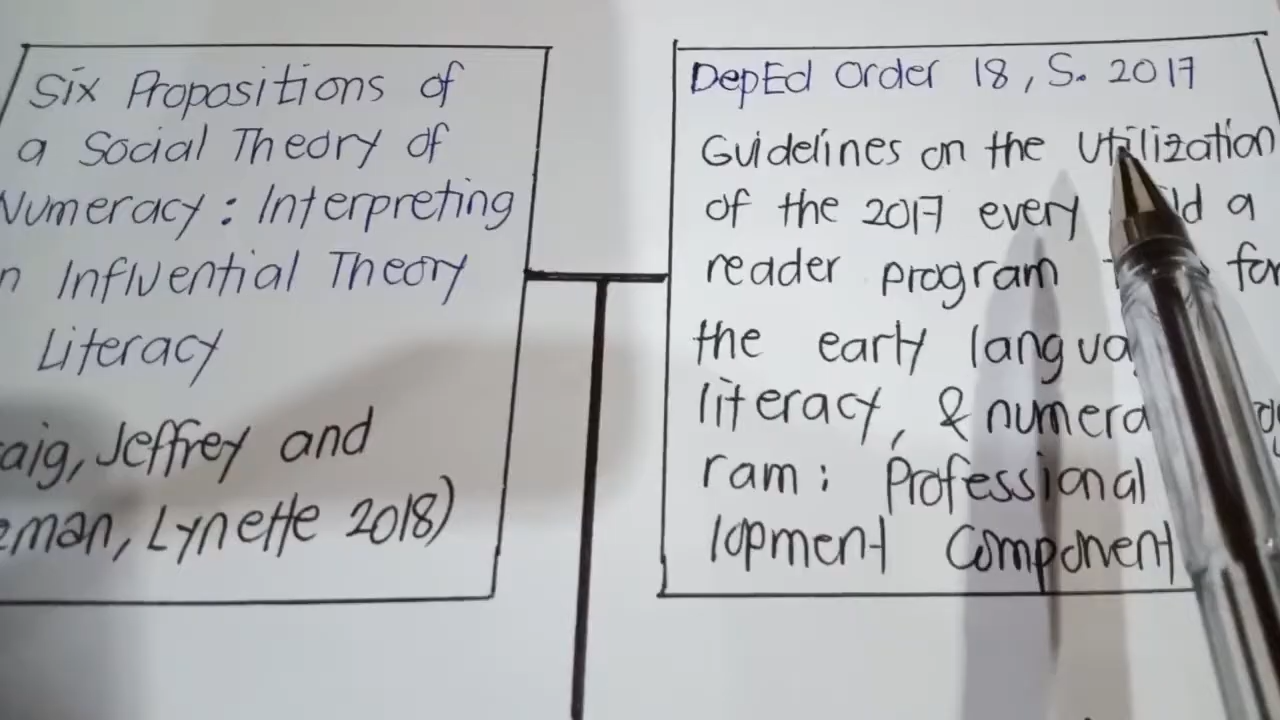 Six Propositions of
a Social Theory of
Numeracy: Interpreting
Influential Theory
Literacy
Jeffrey and
Lynette 2018)
DepEd Order 18, S. 2017
Guidelines on the Utilization
of the 2017 every a
reader program for
the early
literacy, &
ram: Professional
lopment Component